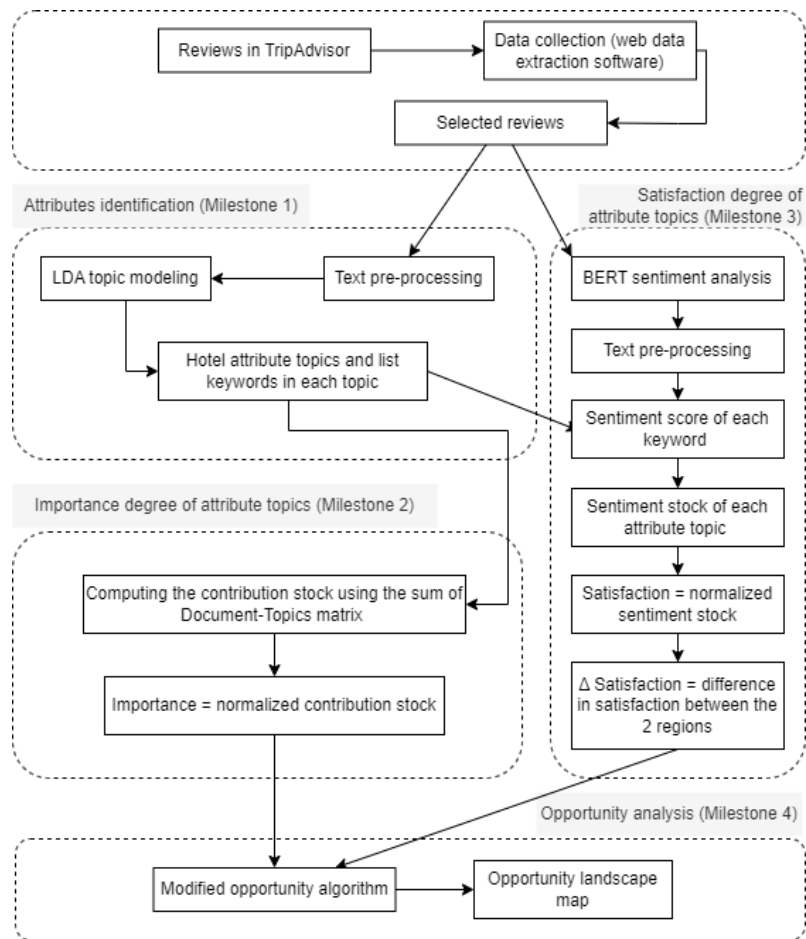 Reviews in TripAdvisor
Data collection (web data
extraction software)
Selected reviews
Attributes identification (Milestone 1)
Satisfaction degree of
attribute topics (Milestone 3)
LDA topic modeling
Text pre-processing
BERT sentiment analysis
Text pre-processing
Hotel attribute topics and list
keywords in each topic
Sentiment score of each
keyword
Importance degree of attribute topics (Milestone 2)
Sentiment stock of each
attribute topic
Computing the contribution stock using the sum of
Document-Topics matrix
Satisfaction = normalized
sentiment stock
Importance = normalized contribution stock
Δ Satisfaction = difference
in satisfaction between the
2 regions
Opportunity analysis (Milestone 4)
Modified opportunity algorithm
Opportunity landscape
map